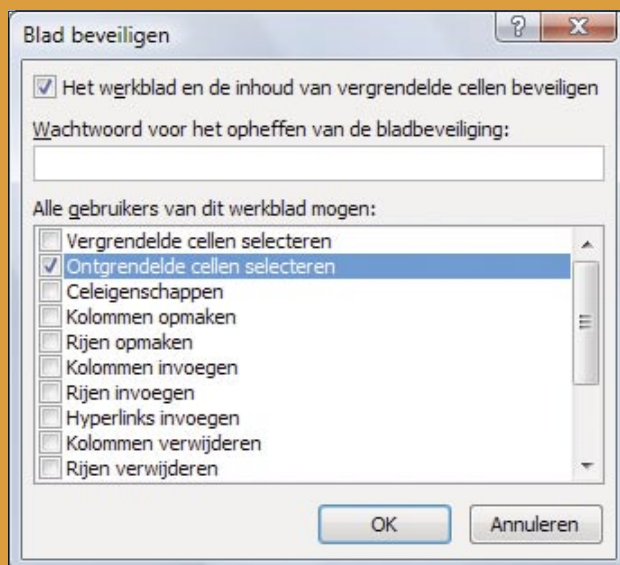 Blad beveiligen
Het werkblad en de inhoud van vergrendelde cellen beveiligen
Wachtwoord voor het opheffen van de bladbeveiliging:
Alle gebruikers van dit werkblad mogen:
Vergrendelde cellen selecteren
Ontgrendelde cellen selecteren
Celeigenschappen
Kolommen opmaken
Rijen opmaken
Kolommen invoegen
Rijen invoegen
Hyperlinks invoegen
Kolommen verwijderen
Rijen verwijderen
OK Annuleren